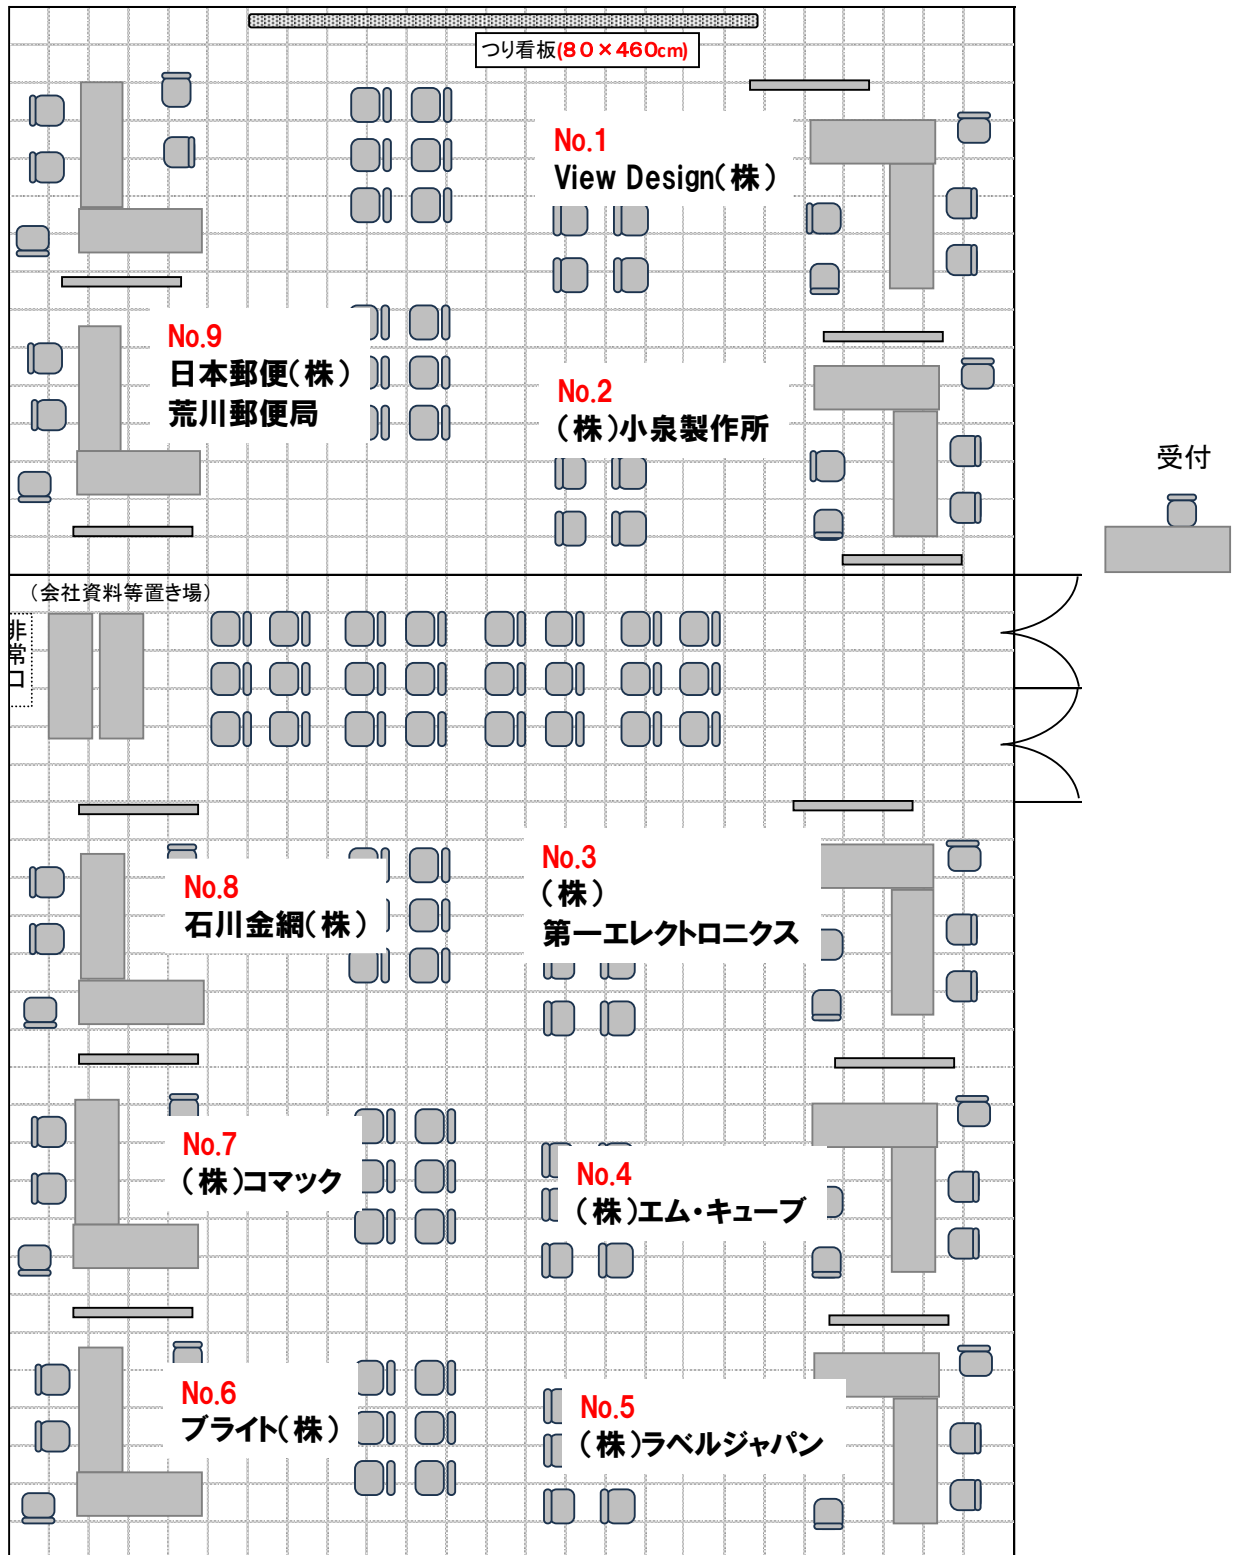 つり看板(80×460cm)
No.1
View Design(株)
No.9
日本郵便(株)
荒川郵便局
No.2
(株)小泉製作所
受付
(会社資料等置き場)
非常口
No.3
(株)
第一エレクトロニクス
No.8
石川金網(株)
No.7
(株)コマック
No.4
(株)エム・キューブ
No.6
ブライト(株)
No.5
(株)ラベルジャパン